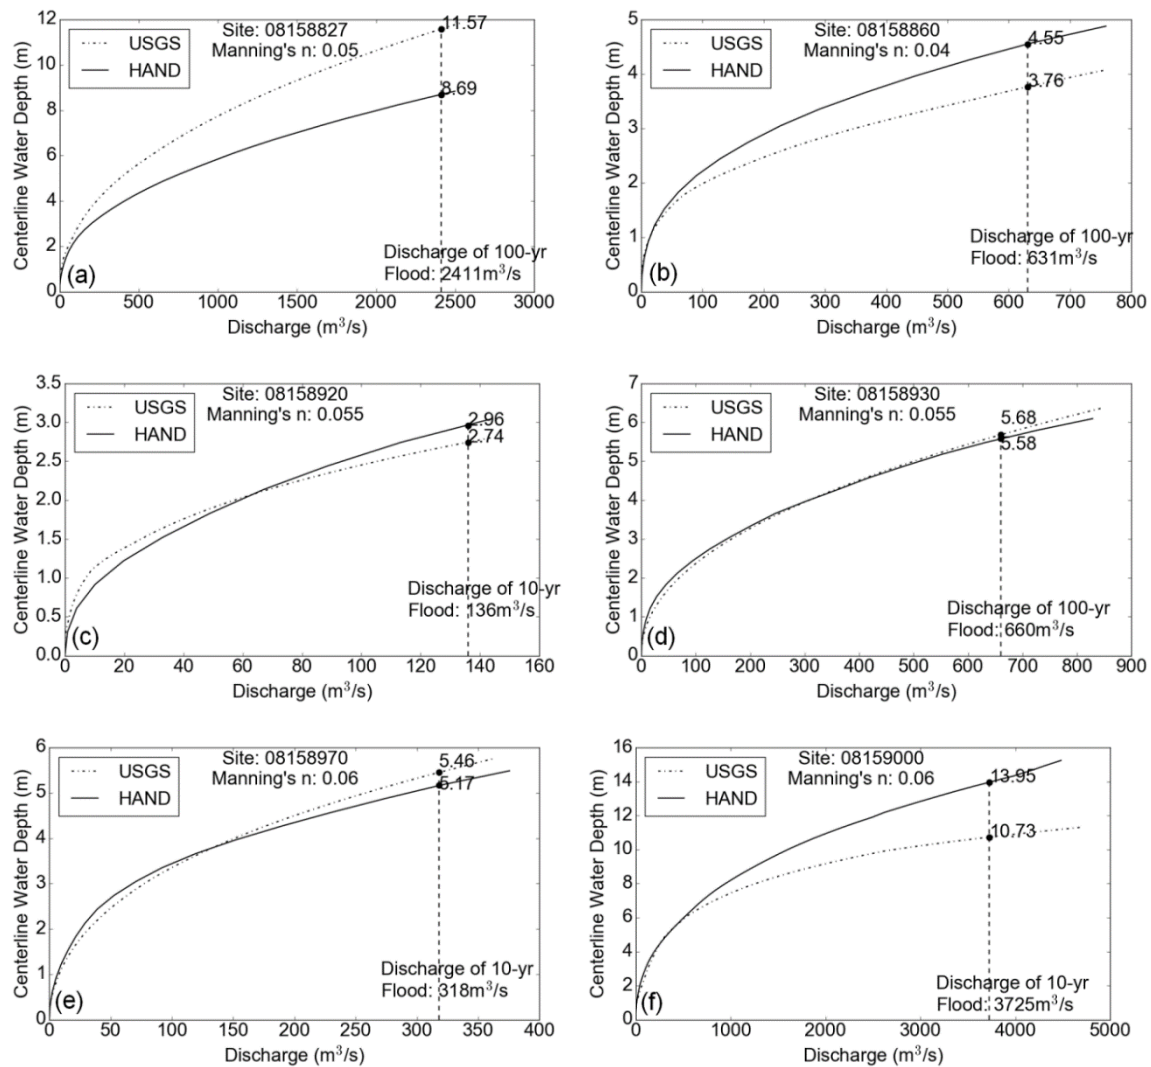 12
10
8
6
4
2
0
Centerline Water Depth (m)
USGS
HAND
Site: 08158827
Manning's n: 0.05
11.57
8.69
Discharge of 100-yr
Flood: 2411m³/s
(a)
0 500 1000 1500 2000 2500 3000
Discharge (m³/s)
5
4
3
2
1
0
Centerline Water Depth (m)
USGS
HAND
Site: 08158860
Manning's n: 0.04
4.55
3.76
Discharge of 100-yr
Flood: 631m³/s
(b)
0 100 200 300 400 500 600 700 800
Discharge (m³/s)
3.5
3.0
2.5
2.0
1.5
1.0
0.5
0.0
Centerline Water Depth (m)
USGS
HAND
Site: 08158920
Manning's n: 0.055
2.96
2.74
Discharge of 10-yr
Flood: 136m³/s
(c)
0 20 40 60 80 100 120 140 160
Discharge (m³/s)
7
6
5
4
3
2
1
0
Centerline Water Depth (m)
USGS
HAND
Site: 08158930
Manning's n: 0.055
5.68
5.58
Discharge of 100-yr
Flood: 660m³/s
(d)
0 100 200 300 400 500 600 700 800 900
Discharge (m³/s)
6
5
4
3
2
1
0
Centerline Water Depth (m)
USGS
HAND
Site: 08158970
Manning's n: 0.06
5.46
5.17
Discharge of 10-yr
Flood: 318m³/s
(e)
0 50 100 150 200 250 300 350 400
Discharge (m³/s)
16
14
12
10
8
6
4
2
0
Centerline Water Depth (m)
USGS
HAND
Site: 08159000
Manning's n: 0.06
13.95
10.73
Discharge of 10-yr
Flood: 3725m³/s
(f)
0 1000 2000 3000 4000 5000
Discharge (m³/s)